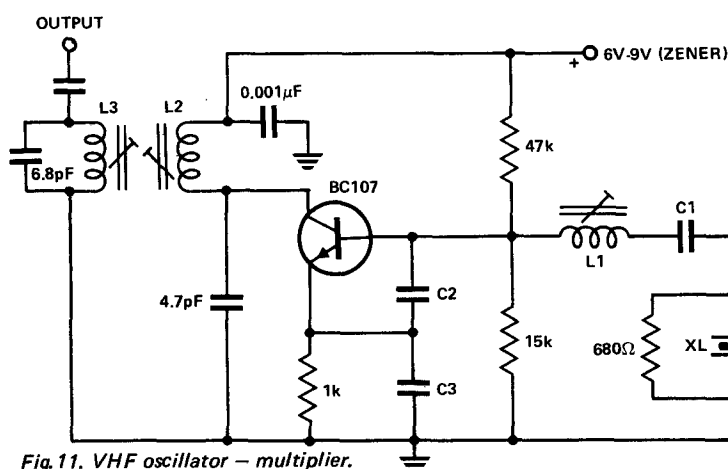 OUTPUT
6V-9V (ZENER)
+
L3
L2
0.001µF
6.8pF
47k
BC107
C1
L1
4.7pF
C2
15k
680Ω
XL
1k
C3
Fig. 11. VHF oscillator – multiplier.